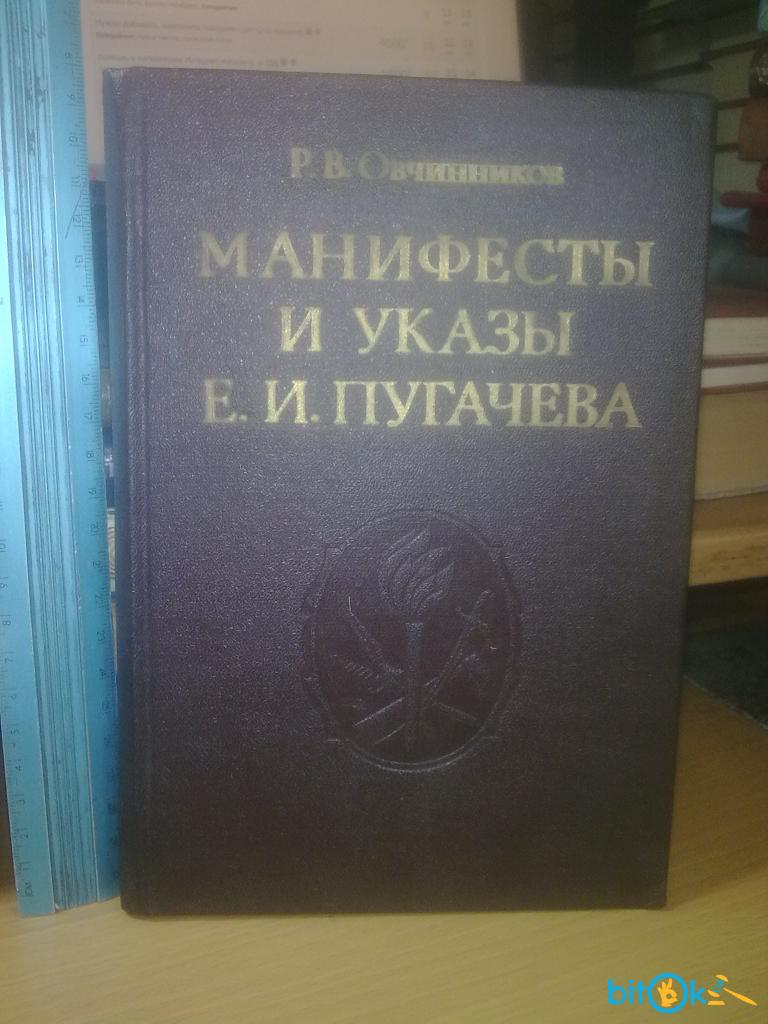 Р. В. Овчинников
МАНИФЕСТЫ
И УКАЗЫ
Е. И. ПУГАЧЕВА
bitok